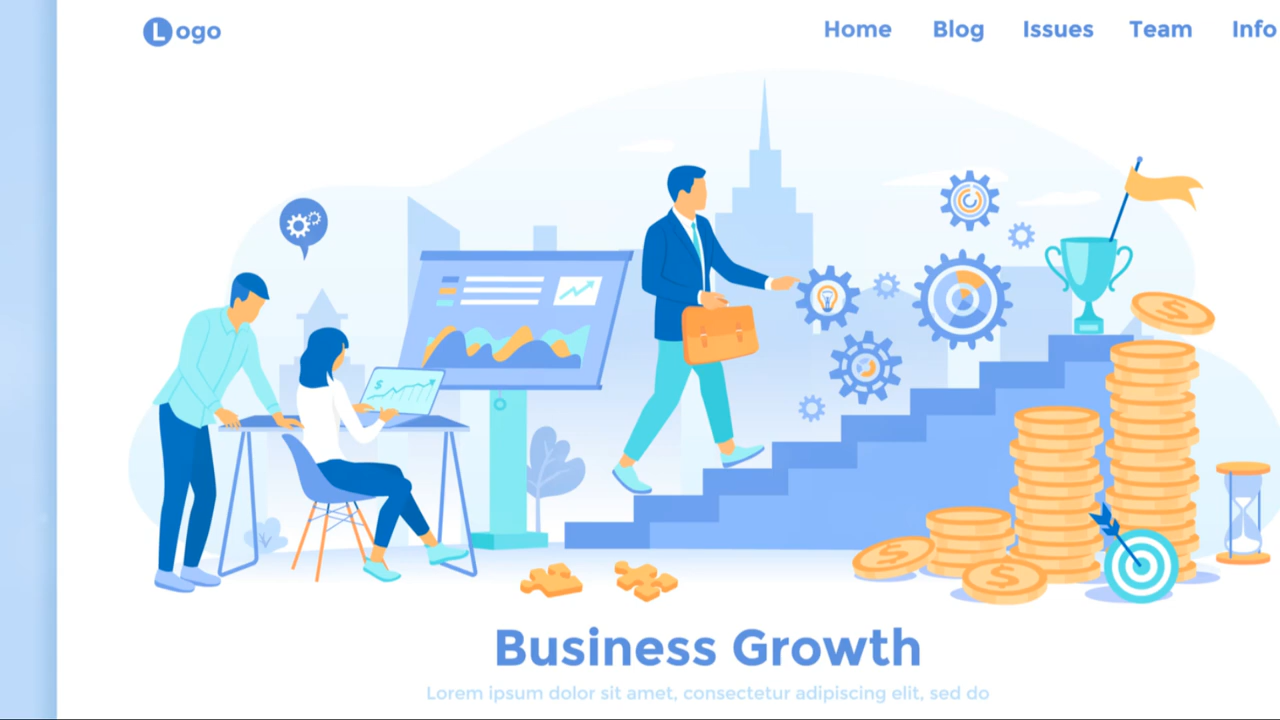 Logo
Home Blog Issues Team Info
$
$
$
$
Business Growth
Lorem ipsum dolor sit amet, consectetur adipiscing elit, sed do